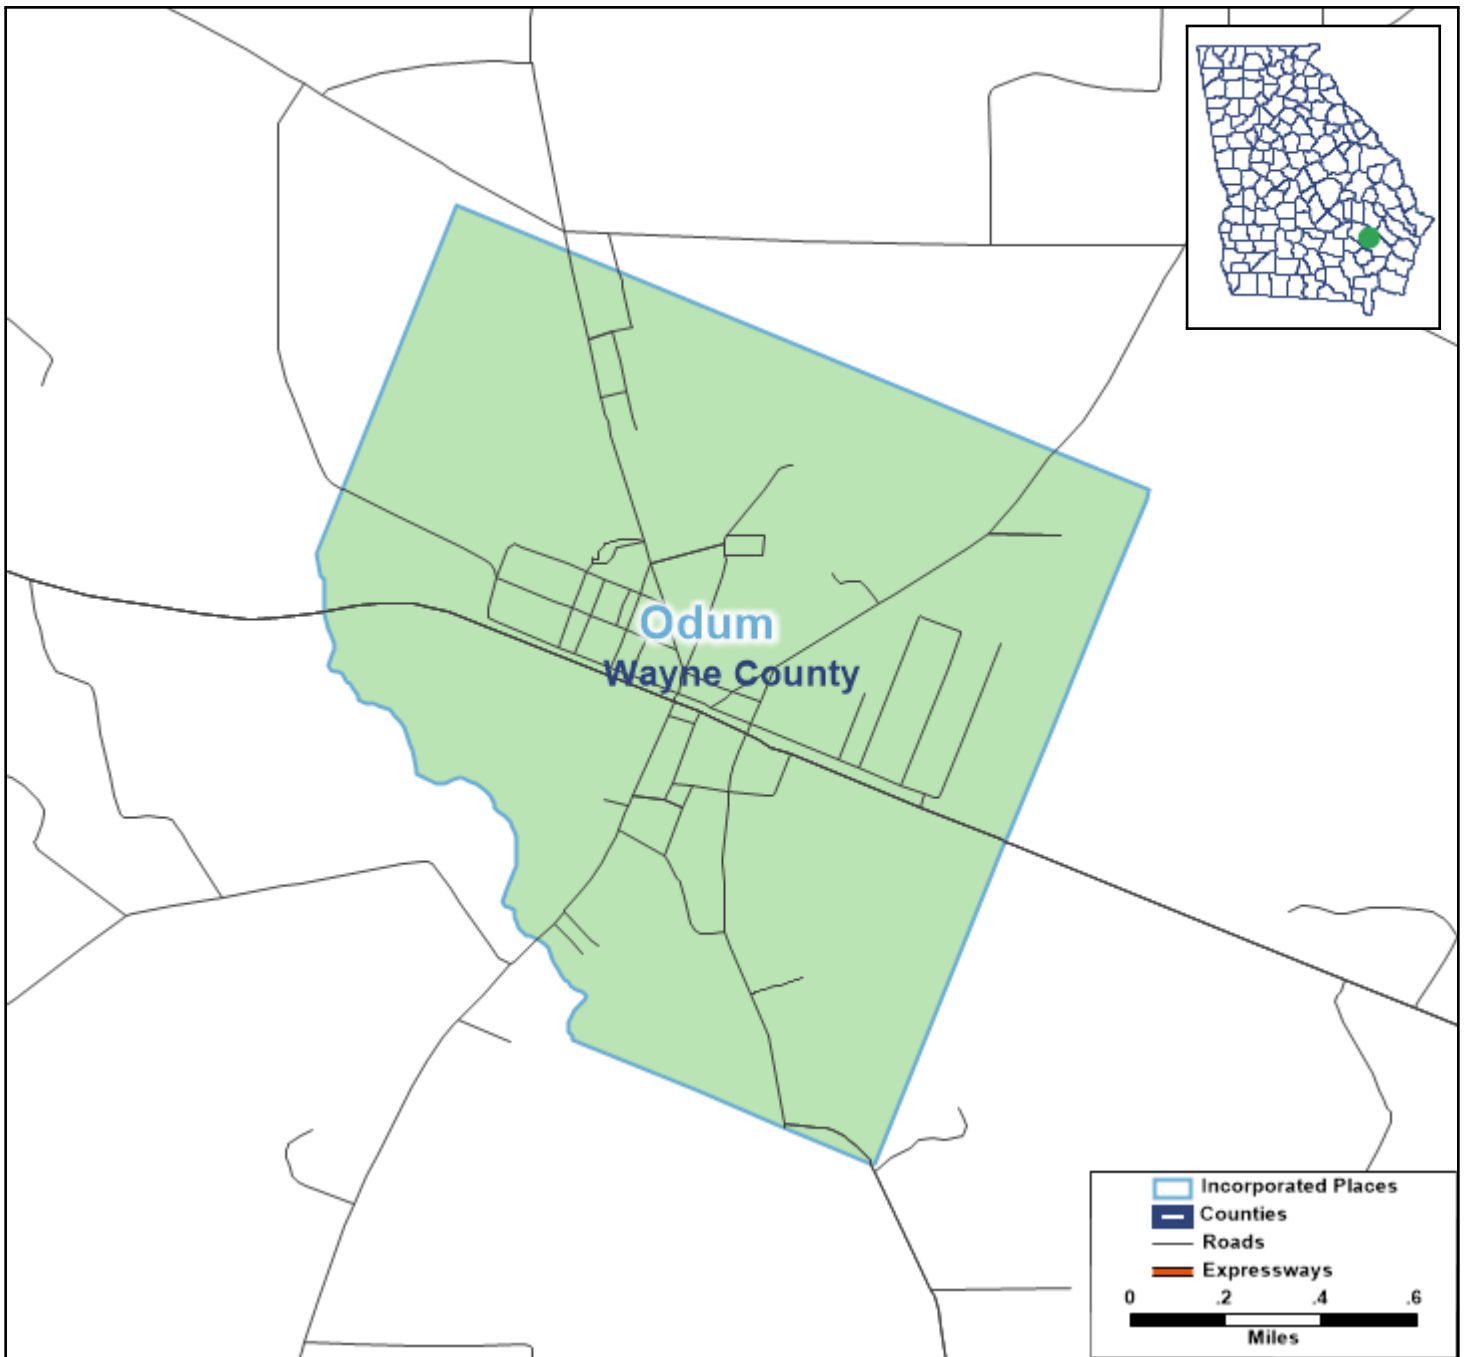 Odum
Wayne County
Incorporated Places
Counties
Roads
Expressways
0 .2 .4 .6
Miles